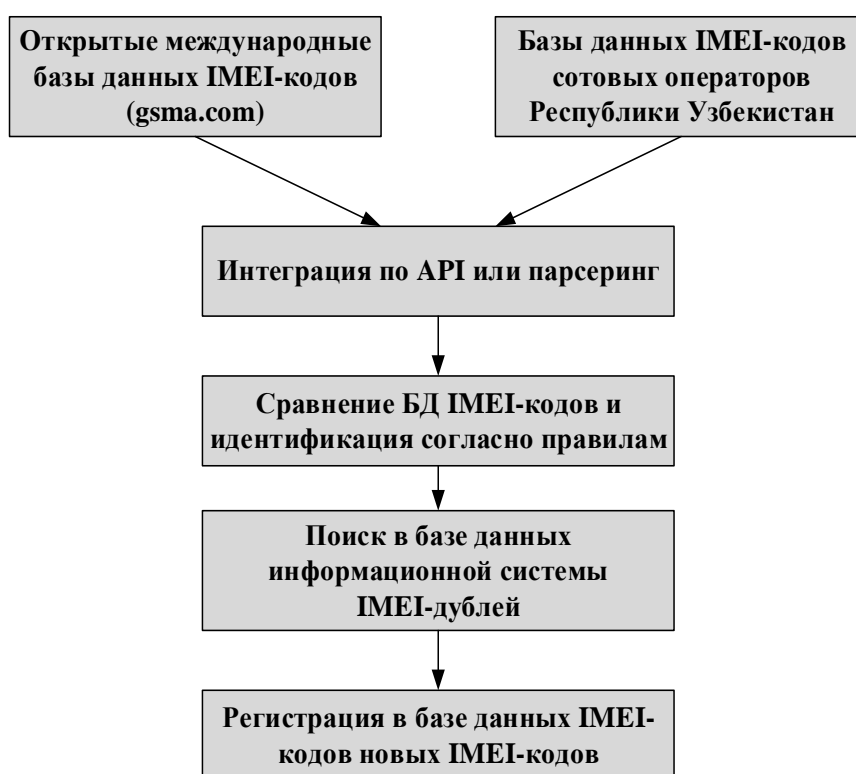 Открытые международные
базы данных IMEI-кодов
(gsma.com)
Базы данных IMEI-кодов
сотовых операторов
Республики Узбекистан
Интеграция по API или парсеринг
Сравнение БД IMEI-кодов и
идентификация согласно правилам
Поиск в базе данных
информационной системы
IMEI-дублей
Регистрация в базе данных IMEI-
кодов новых IMEI-кодов